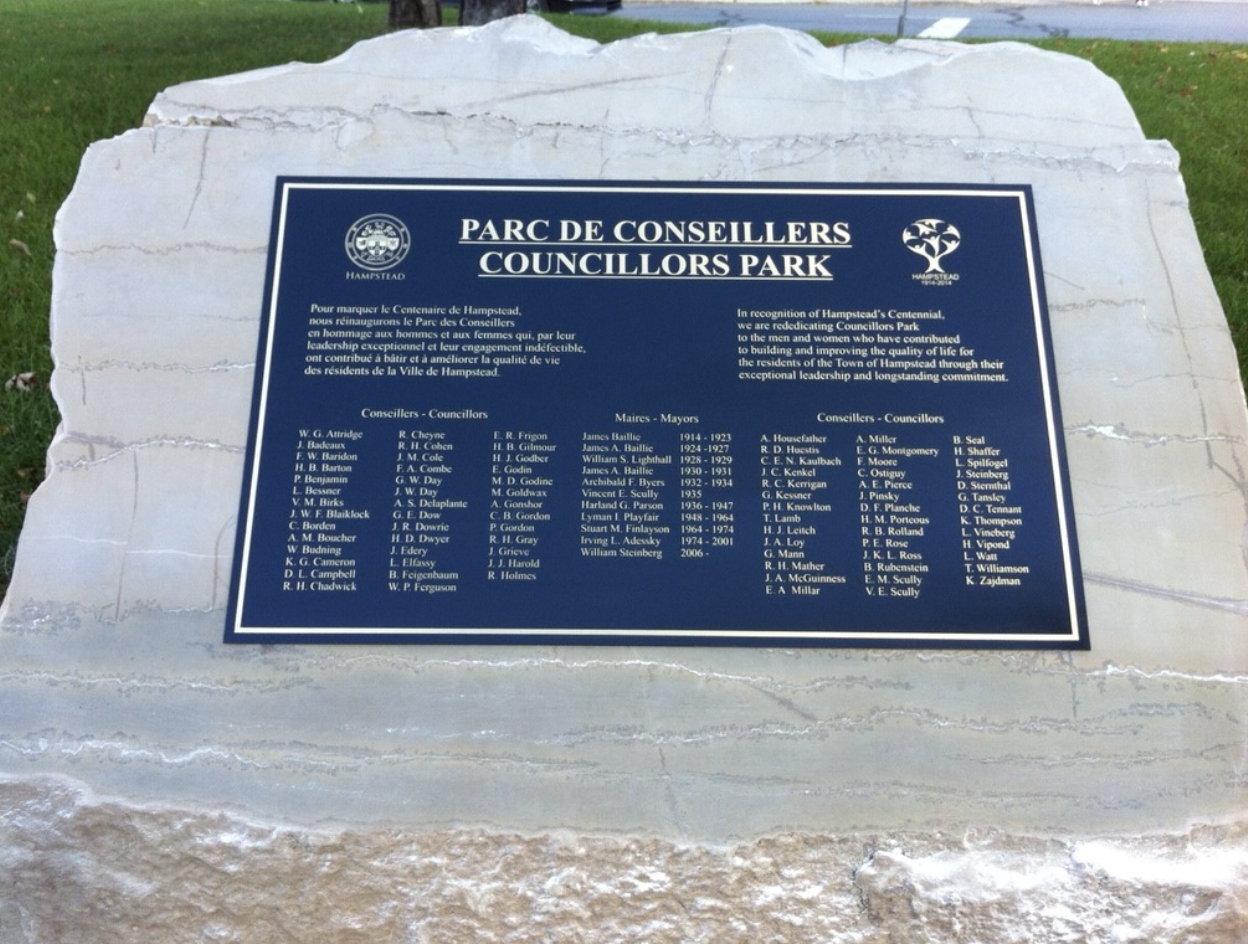 HAMPSTEAD
PARC DE CONSEILLERS
COUNCILLORS PARK
HAMPSTEAD
1914-2014
Pour marquer le Centenaire de Hampstead,
nous réinaugurons le Parc des Conseillers
en hommage aux hommes et aux femmes qui, par leur
leadership exceptionnel et leur engagement indéfectible,
ont contribué à bâtir et à améliorer la qualité de vie
des résidents de la Ville de Hampstead.
In recognition of Hampstead's Centennial,
we are rededicating Councillors Park
to the men and women who have contributed
to building and improving the quality of life for
the residents of the Town of Hampstead through their
exceptional leadership and longstanding commitment.
Conseillers - Councillors
W. G. Attridge
J. Badeaux
F. W. Baridon
H. B. Barton
P. Benjamin
L. Bessner
V. M. Birks
J. W. F. Blaiklock
C. Borden
A. M. Boucher
W. Budning
K. G. Cameron
D. L. Campbell
R. H. Chadwick
R. Cheyne
R. H. Cohen
J. M. Cole
F. A. Combe
G. W. Day
J. W. Day
A. S. Delaplante
G. E. Dow
J. R. Dowrie
H. D. Dwyer
J. Edery
L. Elfassy
B. Feigenbaum
W. P. Ferguson
E. R. Frigon
H. B. Gilmour
H. J. Godber
E. Godin
M. D. Godine
M. Goldwax
A. Gonshor
C. B. Gordon
P. Gordon
R. H. Gray
J. Grieve
J. J. Harold
R. Holmes
Maires - Mayors
James Baillie 1914 - 1923
James A. Baillie 1924 -1927
William S. Lighthall 1928 - 1929
James A. Baillie 1930 - 1931
Archibald F. Byers 1932 - 1934
Vincent E. Scully 1935
Harland G. Parson 1936 - 1947
Lyman I. Playfair 1948 - 1964
Stuart M. Finlayson 1964 - 1974
Irving L. Adessky 1974 - 2001
William Steinberg 2006 -
Conseillers - Councillors
A. Housefather
R. D. Huestis
C. E. N. Kaulbach
J. C. Kenkel
R. C. Kerrigan
G. Kessner
P. H. Knowlton
T. Lamb
H. J. Leitch
J. A. Loy
G. Mann
R. H. Mather
J. A. McGuinness
E. A Millar
A. Miller
E. G. Montgomery
F. Moore
C. Ostiguy
A. E. Pierce
J. Pinsky
D. F. Planche
H. M. Porteous
R. B. Rolland
P. E. Rose
J. K. L. Ross
B. Rubenstein
E. M. Scully
V. E. Scully
B. Seal
H. Shaffer
L. Spilfogel
J. Steinberg
D. Sternthal
G. Tansley
D. C. Tennant
K. Thompson
L. Vineberg
H. Vipond
L. Watt
T. Williamson
K. Zajdman